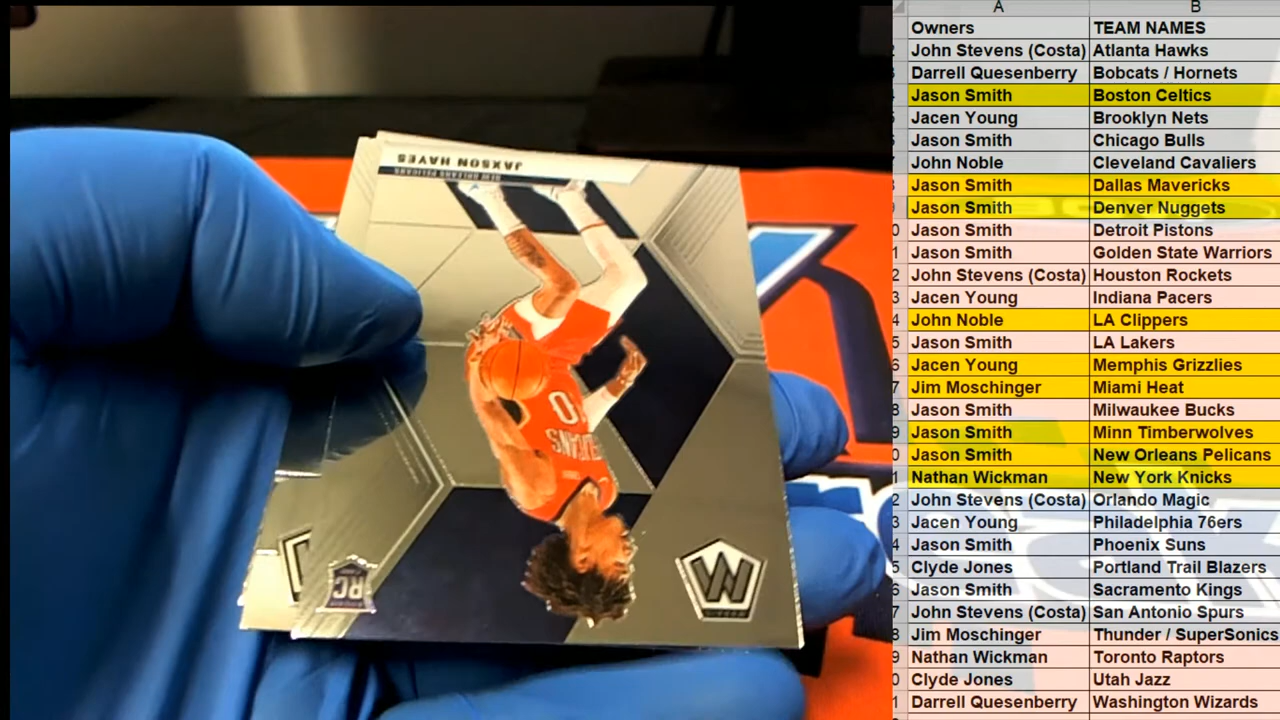 JAXSON HAYES
NEW ORLEANS PELICANS
10
RC
A B
Owners TEAM NAMES
John Stevens (Costa) Atlanta Hawks
Darrell Quesenberry Bobcats / Hornets
Jason Smith Boston Celtics
Jacen Young Brooklyn Nets
Jason Smith Chicago Bulls
John Noble Cleveland Cavaliers
Jason Smith Dallas Mavericks
Jason Smith Denver Nuggets
Jason Smith Detroit Pistons
Jason Smith Golden State Warriors
John Stevens (Costa) Houston Rockets
Jacen Young Indiana Pacers
John Noble LA Clippers
Jason Smith LA Lakers
Jacen Young Memphis Grizzlies
Jim Moschinger Miami Heat
Jason Smith Milwaukee Bucks
Jason Smith Minn Timberwolves
Jason Smith New Orleans Pelicans
Nathan Wickman New York Knicks
John Stevens (Costa) Orlando Magic
Jacen Young Philadelphia 76ers
Jason Smith Phoenix Suns
Clyde Jones Portland Trail Blazers
Jason Smith Sacramento Kings
John Stevens (Costa) San Antonio Spurs
Jim Moschinger Thunder / SuperSonics
Nathan Wickman Toronto Raptors
Clyde Jones Utah Jazz
Darrell Quesenberry Washington Wizards